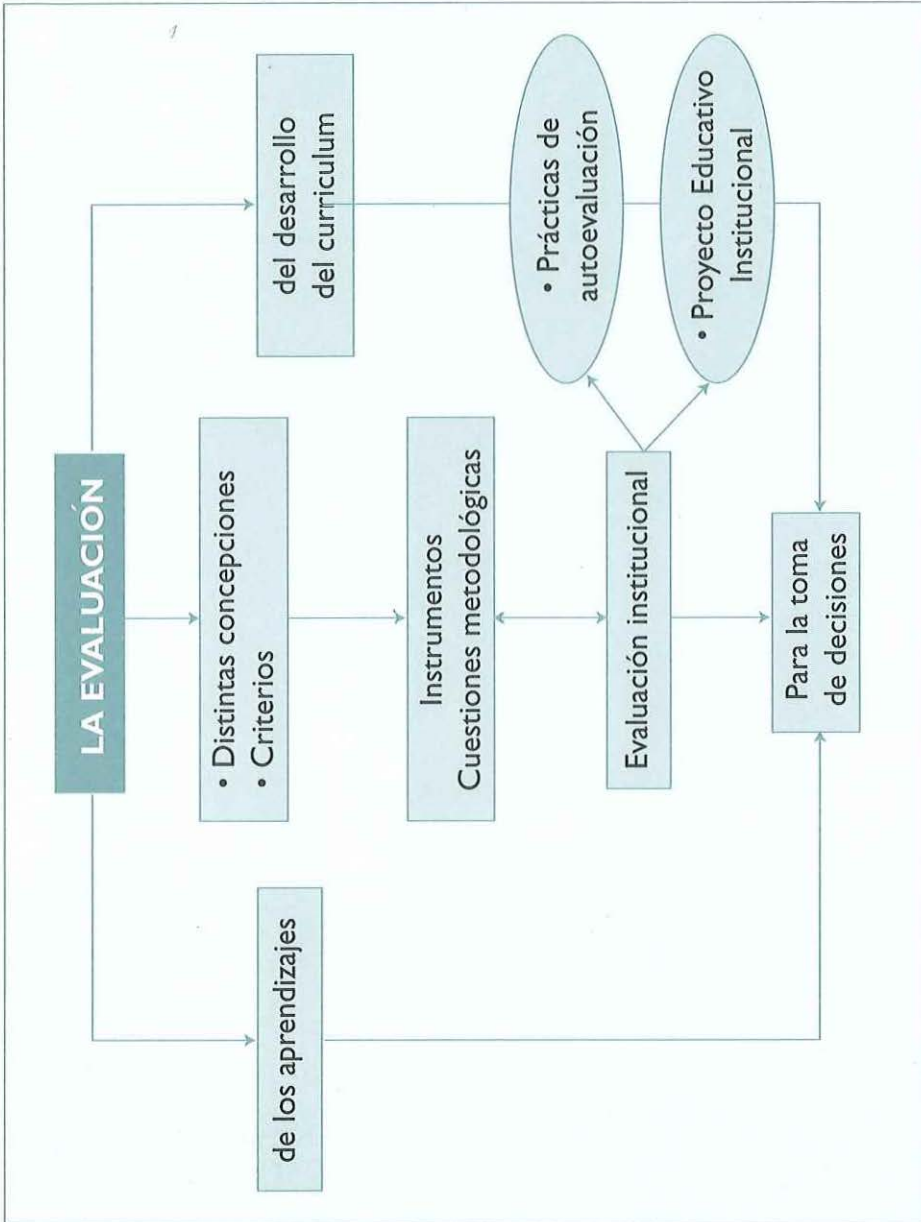 LA EVALUACIÓN
de los aprendizajes
• Distintas concepciones
• Criterios
del desarrollo
del curriculum
Instrumentos
Cuestiones metodológicas
Evaluación institucional
• Prácticas de
autoevaluación
• Proyecto Educativo
Institucional
Para la toma
de decisiones